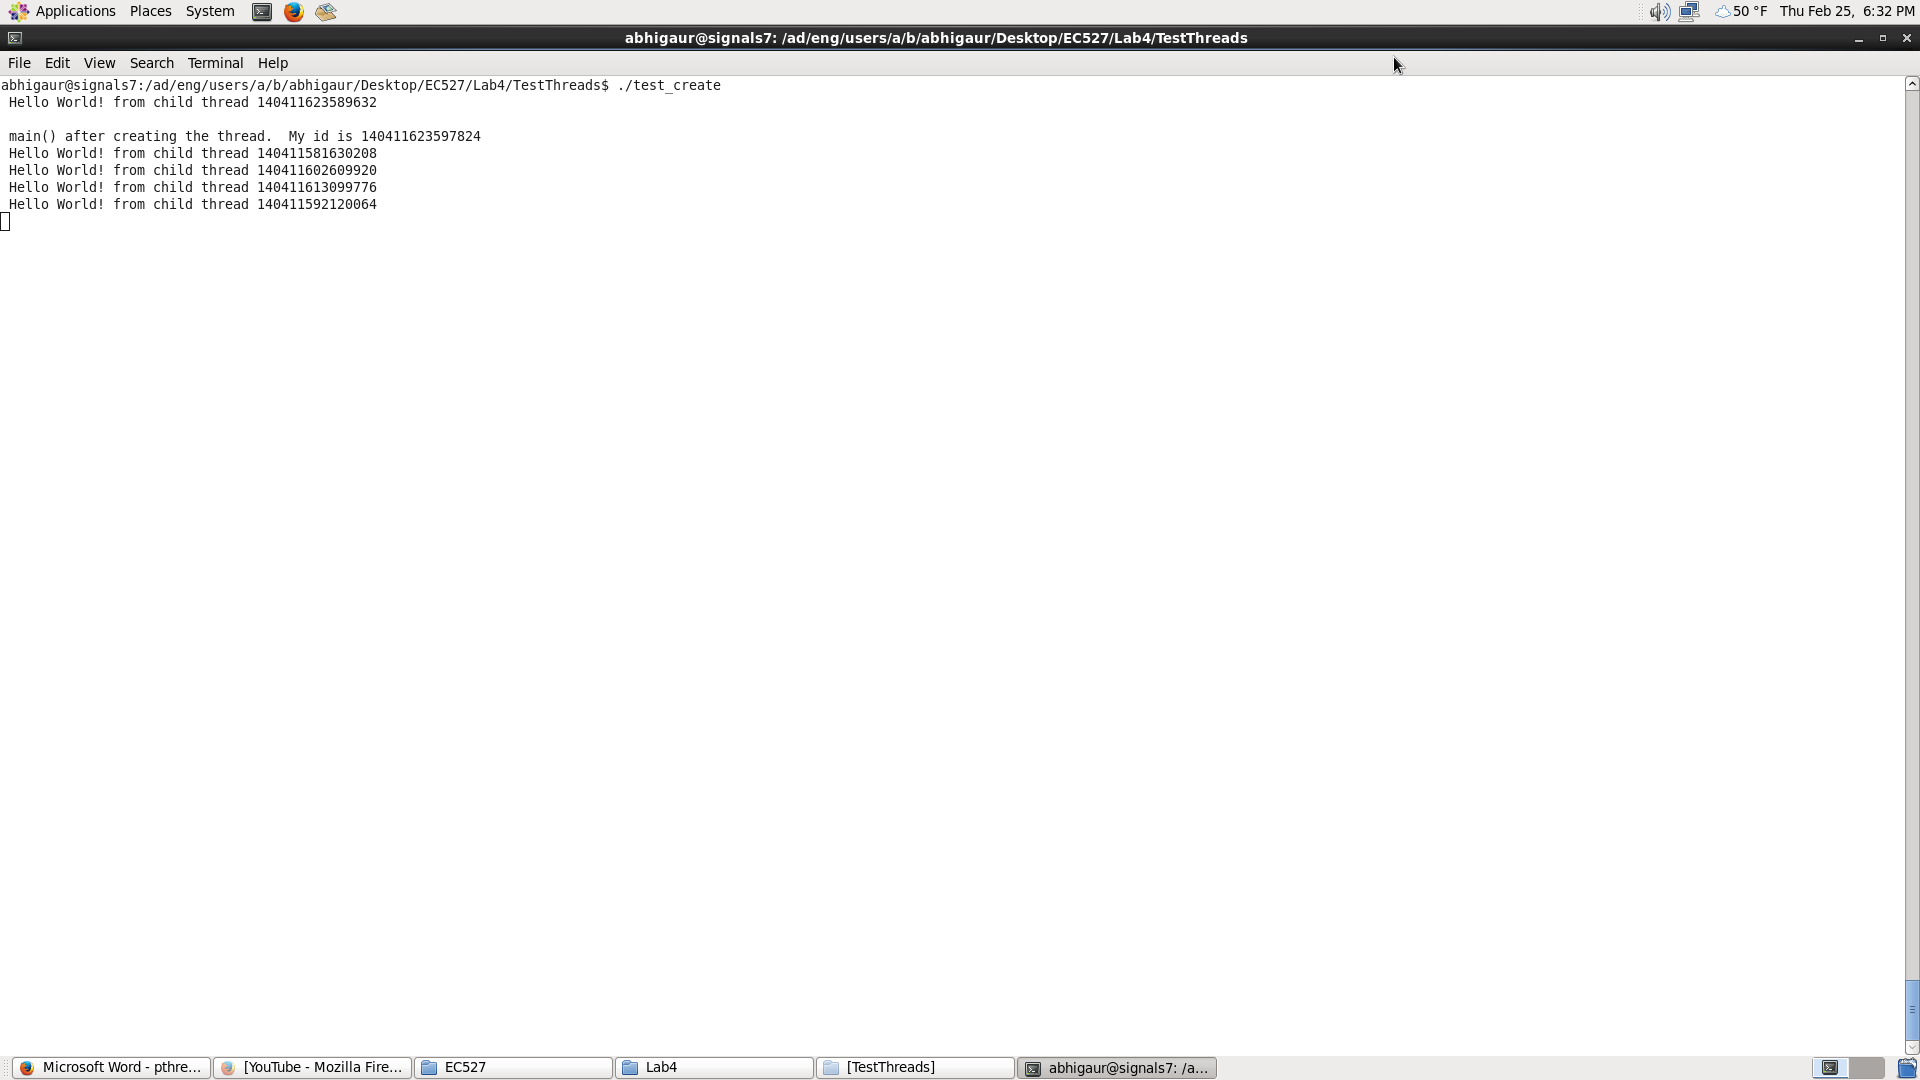 Applications Places System 50 °F Thu Feb 25, 6:32 PM
abhigaur@signals7: /ad/eng/users/a/b/abhigaur/Desktop/EC527/Lab4/TestThreads
File Edit View Search Terminal Help
abhigaur@signals7:/ad/eng/users/a/b/abhigaur/Desktop/EC527/Lab4/TestThreads$ ./test_create
Hello World! from child thread 140411623589632
main() after creating the thread.  My id is 140411623597824
Hello World! from child thread 140411581630208
Hello World! from child thread 140411602609920
Hello World! from child thread 140411613099776
Hello World! from child thread 140411592120064
Microsoft Word - pthre... [YouTube - Mozilla Fire... EC527 Lab4 [TestThreads] abhigaur@signals7: /a...